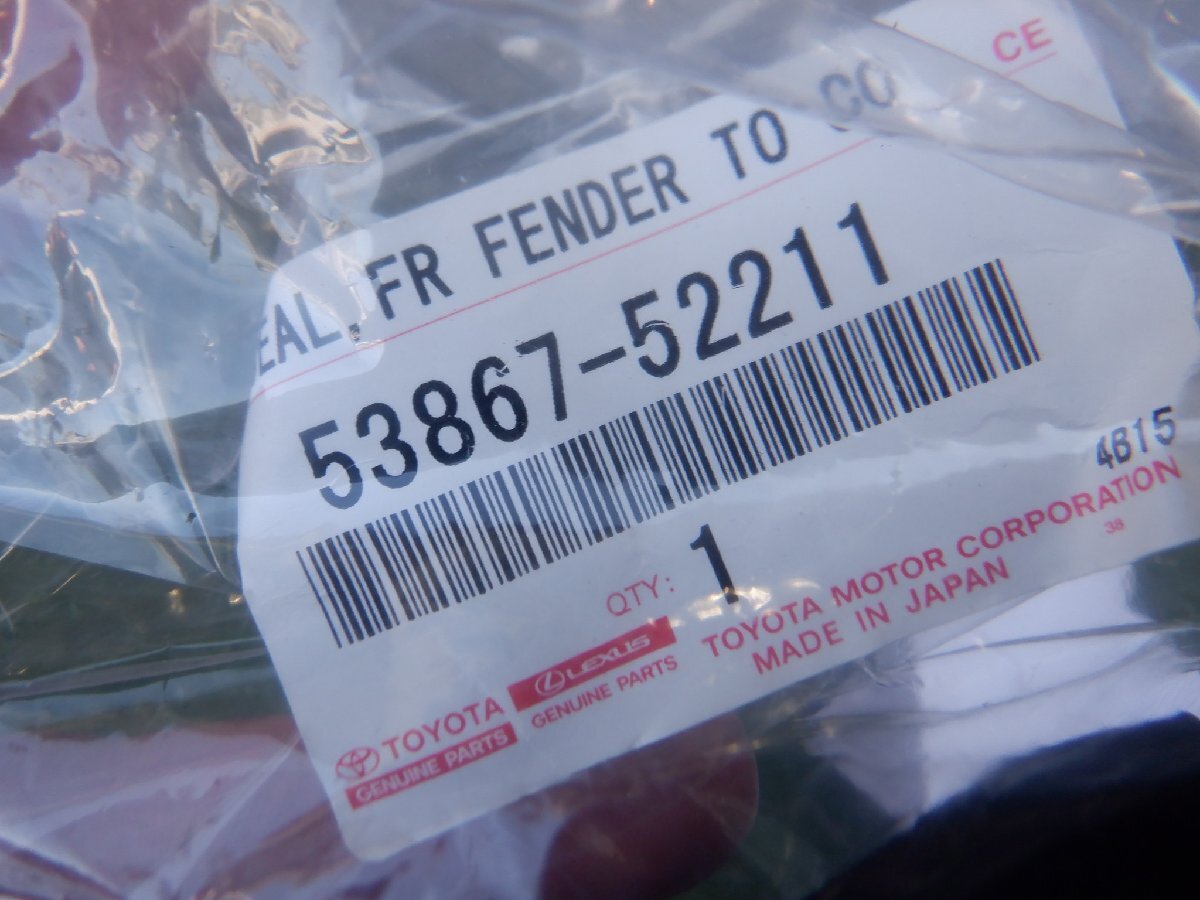 CE
EAL, FR FENDER TO CO
53867-52211
QTY: 1
4615
TOYOTA MOTOR CORPORATION
38
MADE IN JAPAN
TOYOTA
GENUINE PARTS
LEXUS
GENUINE PARTS